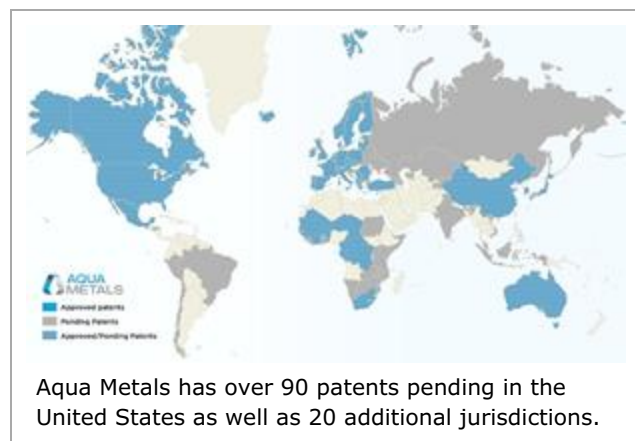 AQUA
METALS
Approved patents
Pending Patents
Approved/Pending Patents
Aqua Metals has over 90 patents pending in the
United States as well as 20 additional jurisdictions.